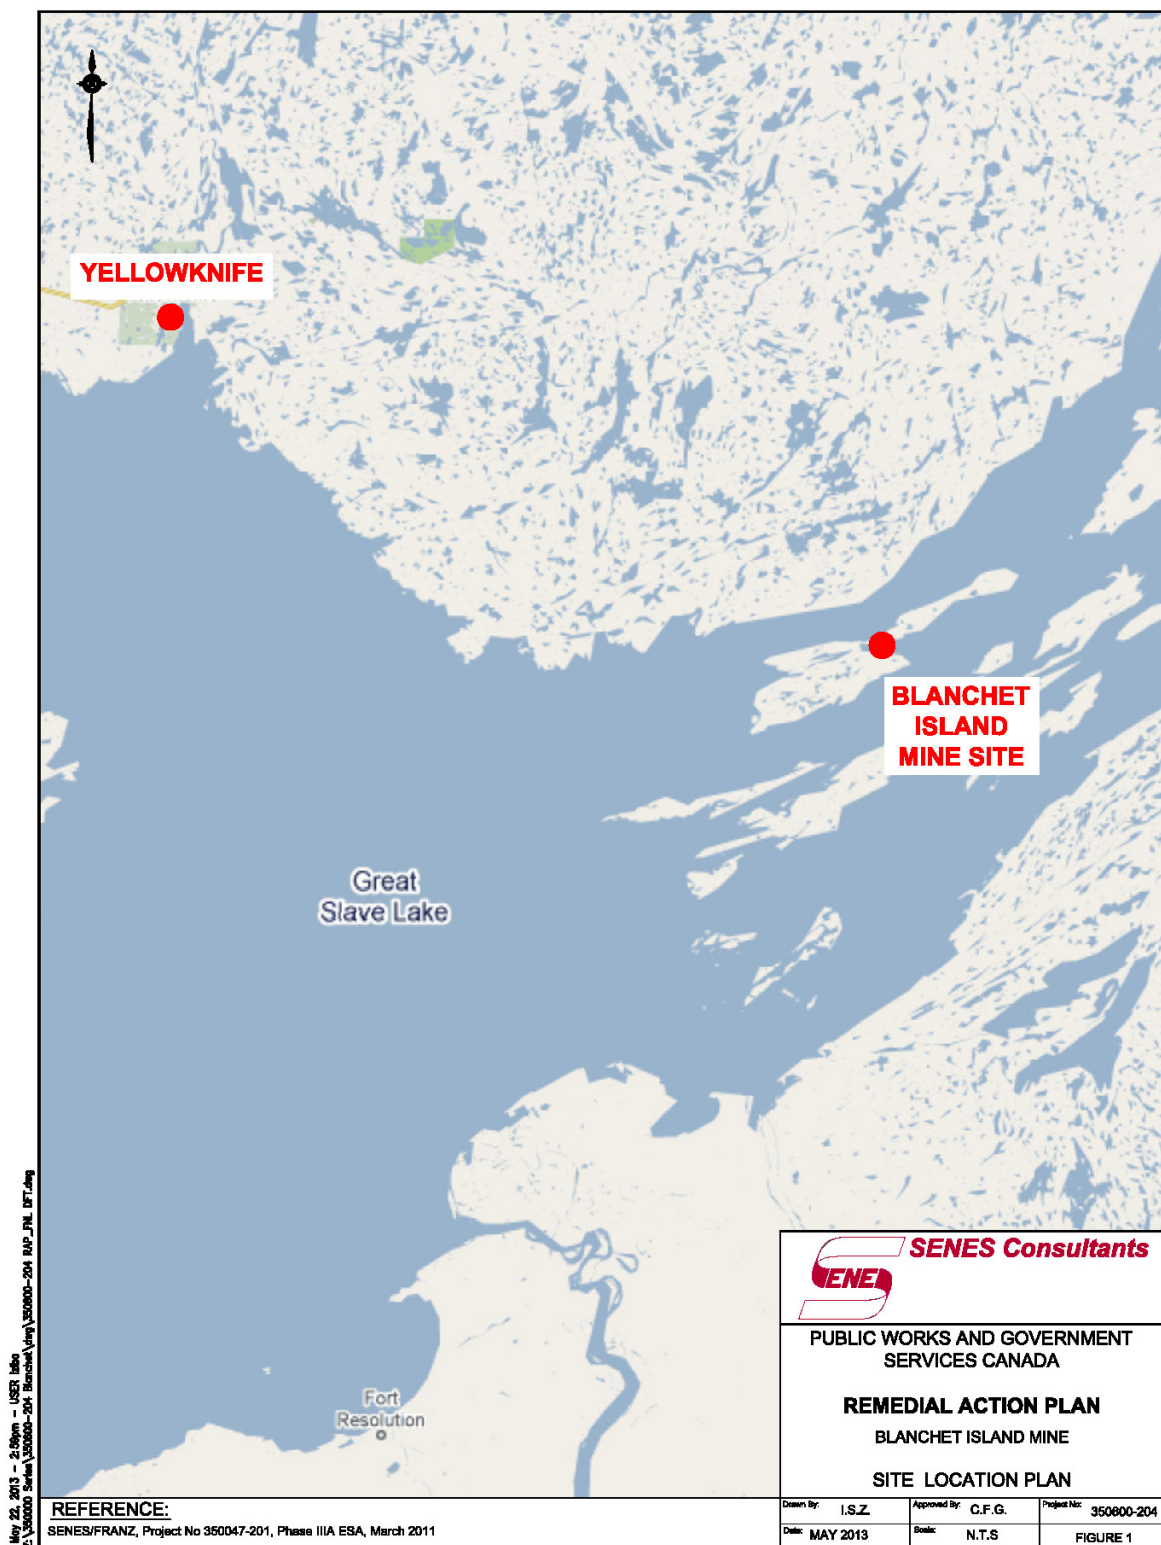 YELLOWKNIFE
BLANCHET
ISLAND
MINE SITE
Great
Slave Lake
Fort
Resolution
SENES Consultants
SENES
PUBLIC WORKS AND GOVERNMENT
SERVICES CANADA
REMEDIAL ACTION PLAN
BLANCHET ISLAND MINE
SITE LOCATION PLAN
Drawn By: I.S.Z. Approved By: C.F.G. Project No: 350600-204
Date: MAY 2013 Scale: N.T.S FIGURE 1
REFERENCE:
SENES/FRANZ, Project No 350047-201, Phase IIIA ESA, March 2011
May 22, 2013 - 2:59pm - USER